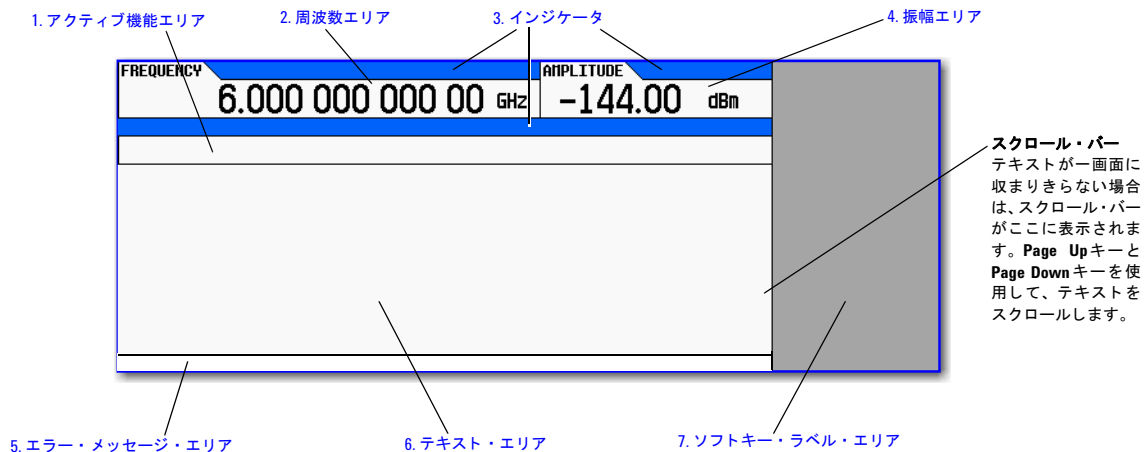 1. アクティブ機能エリア
2. 周波数エリア
3. インジケータ
4. 振幅エリア
FREQUENCY
6.000 000 000 00 GHz
AMPLITUDE
-144.00 dBm
スクロール・バー
テキストが一画面に
収まりきらない場合
は、スクロール・バー
がここに表示されま
す。Page Upキーと
Page Downキーを使
用して、テキストを
スクロールします。
5. エラー・メッセージ・エリア
6. テキスト・エリア
7. ソフトキー・ラベル・エリア